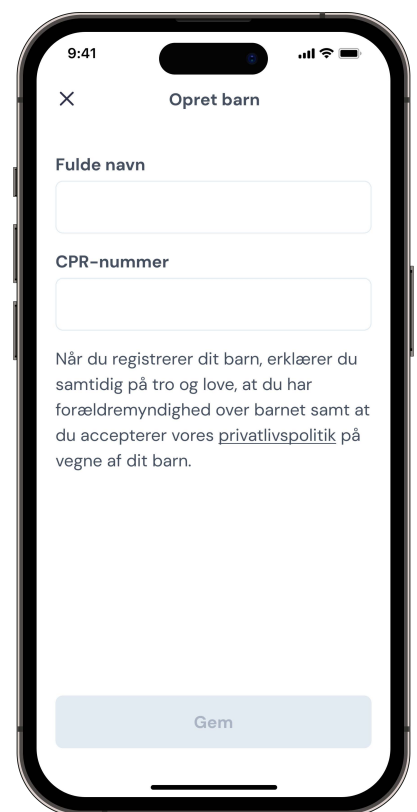 9:41
Opret barn
Fulde navn
CPR-nummer
Når du registrerer dit barn, erklærer du
samtidig på tro og love, at du har
forældremyndighed over barnet samt at
du accepterer vores privatlivspolitik på
vegne af dit barn.
Gem